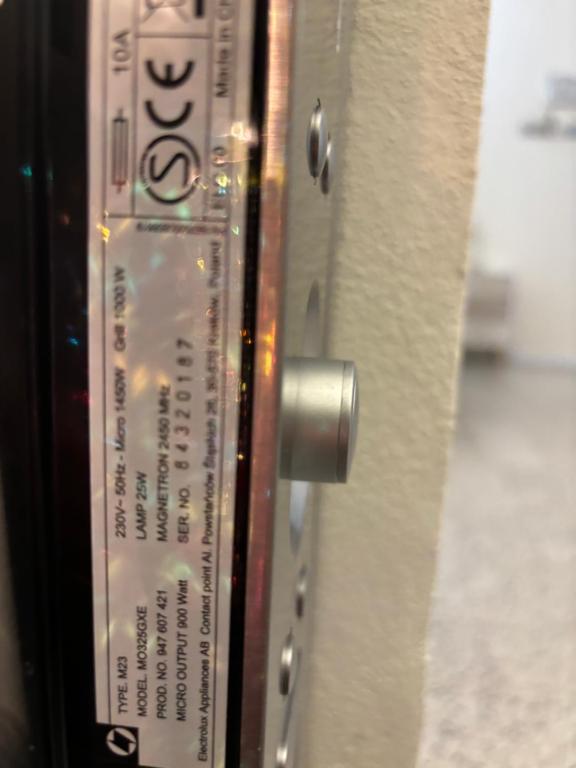 TYPE. M23
230V~ 50Hz - Micro 1450W Grill 1000 W
10A
MODEL. MO325GXE
LAMP 25W
PROD. NO. 947 607 421
MAGNETRON 2450 MHz
MICRO OUTPUT 900 Watt
SER. NO. 84320187
S CE
Electrolux Appliances AB Contact point Al. Powstańców Śląskich 26, 30-570 Kraków, Poland
Made in